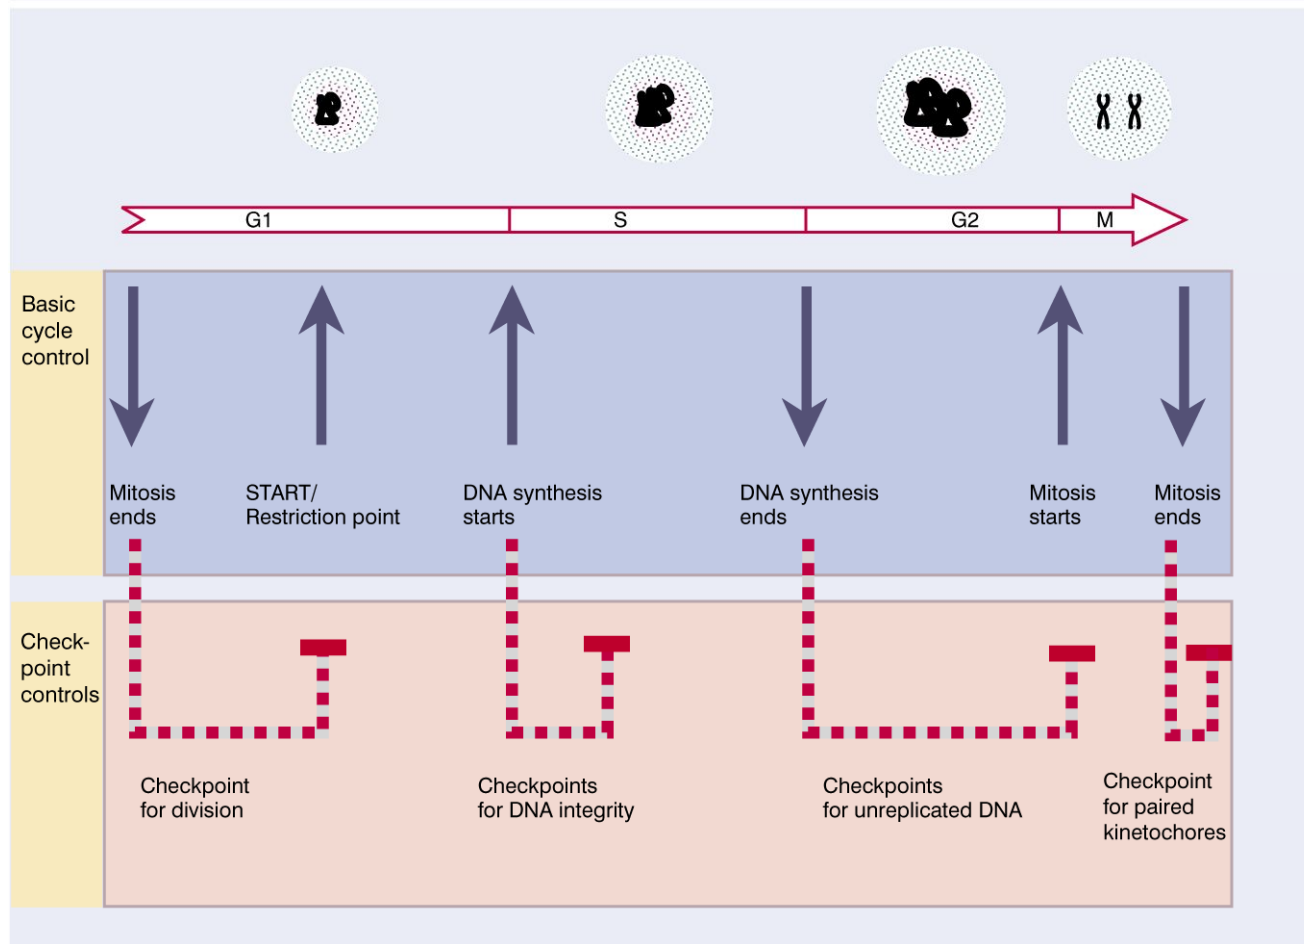 G1
S
G2
M
Basic
cycle
control
Mitosis
ends
START/
Restriction point
DNA synthesis
starts
DNA synthesis
ends
Mitosis
starts
Mitosis
ends
Check-
point
controls
Checkpoint
for division
Checkpoints
for DNA integrity
Checkpoints
for unreplicated DNA
Checkpoint
for paired
kinetochores